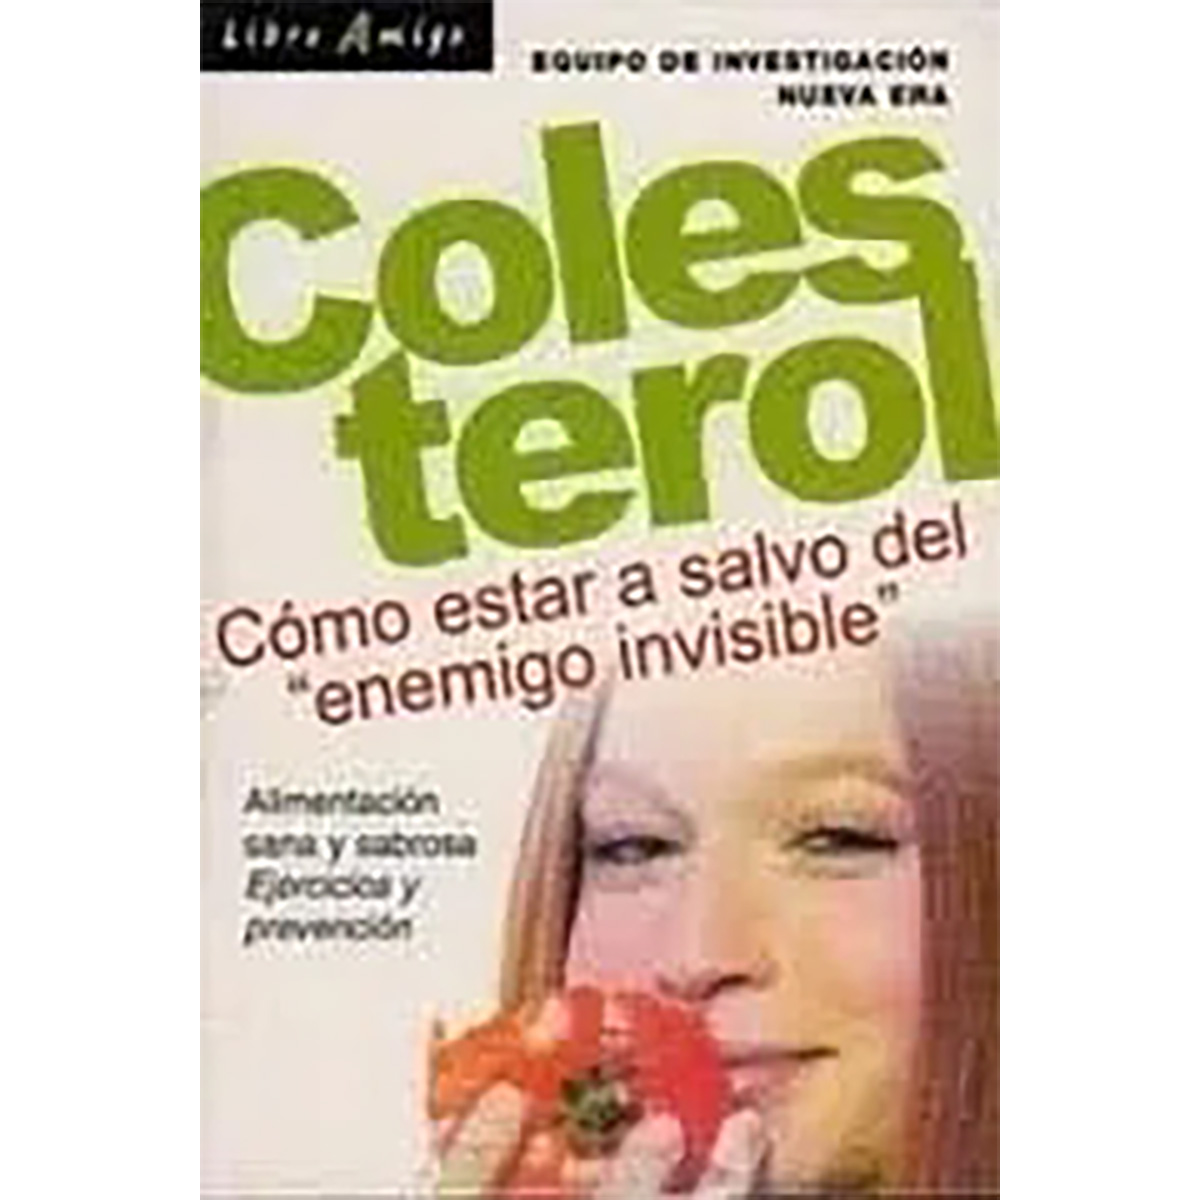 Libro Amigo
EQUIPO DE INVESTIGACIÓN
NUEVA ERA
Coles
terol
Cómo estar a salvo del
"enemigo invisible"
Alimentación
sana y sabrosa
Ejercicios y
prevención